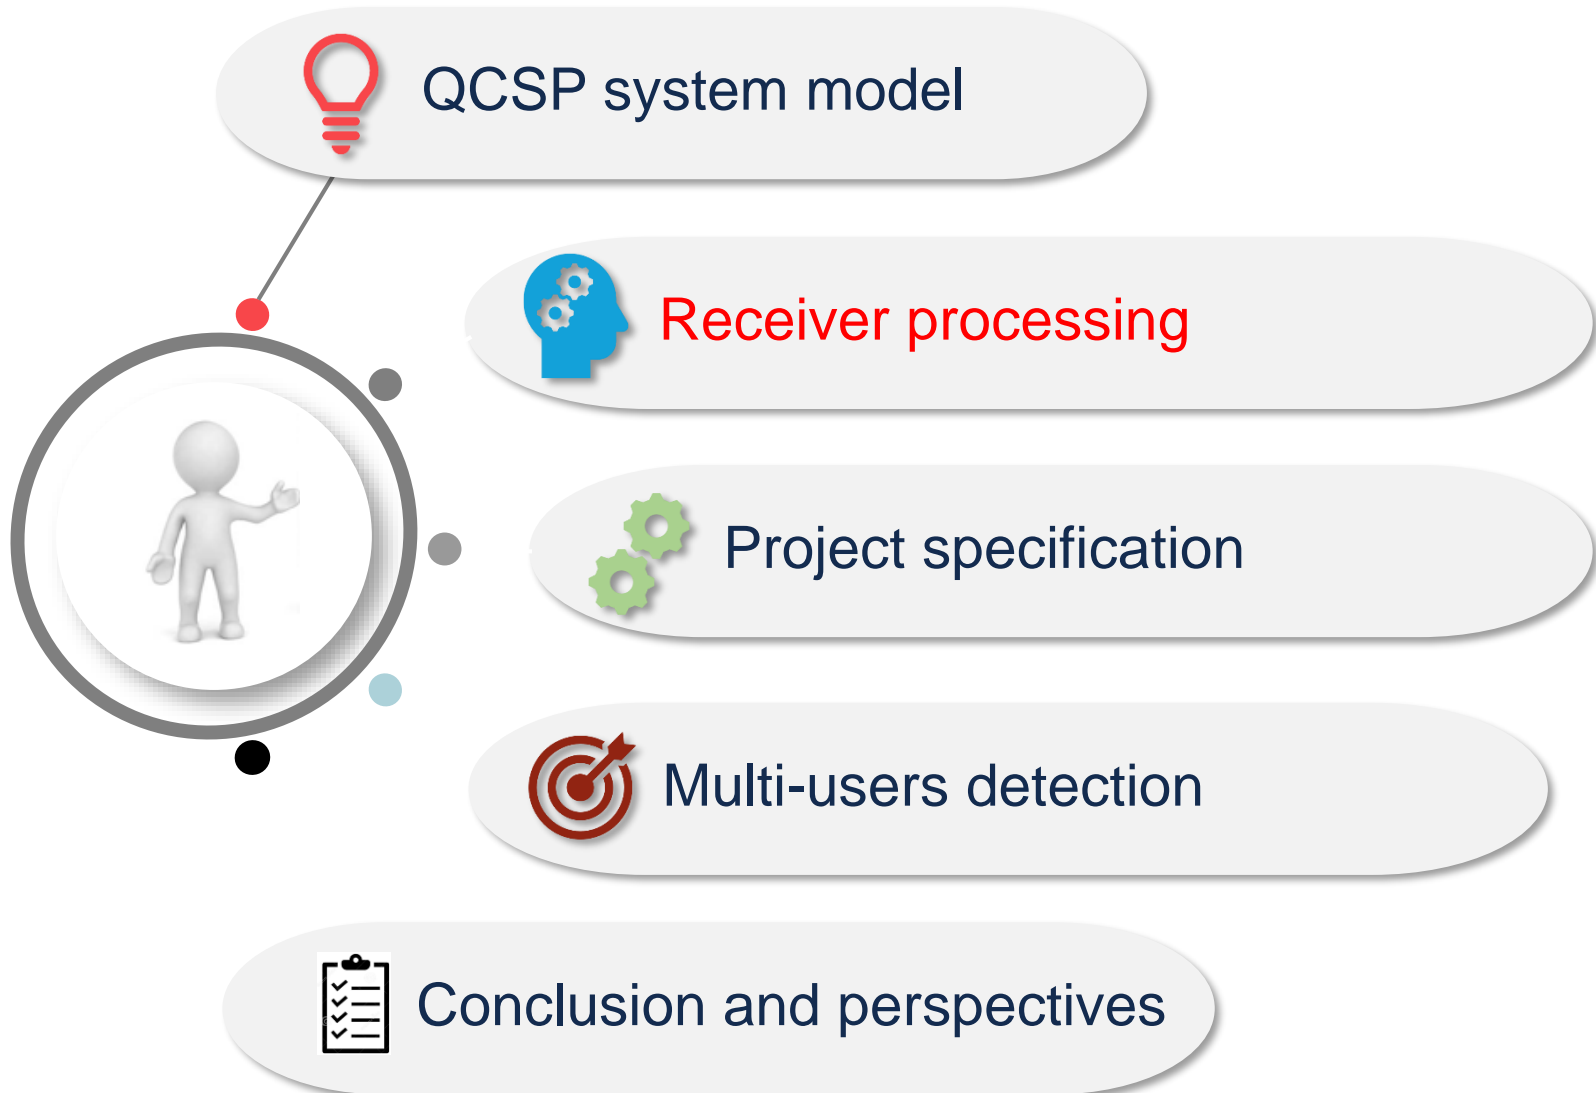 QCSP system model
Receiver processing
Project specification
Multi-users detection
Conclusion and perspectives